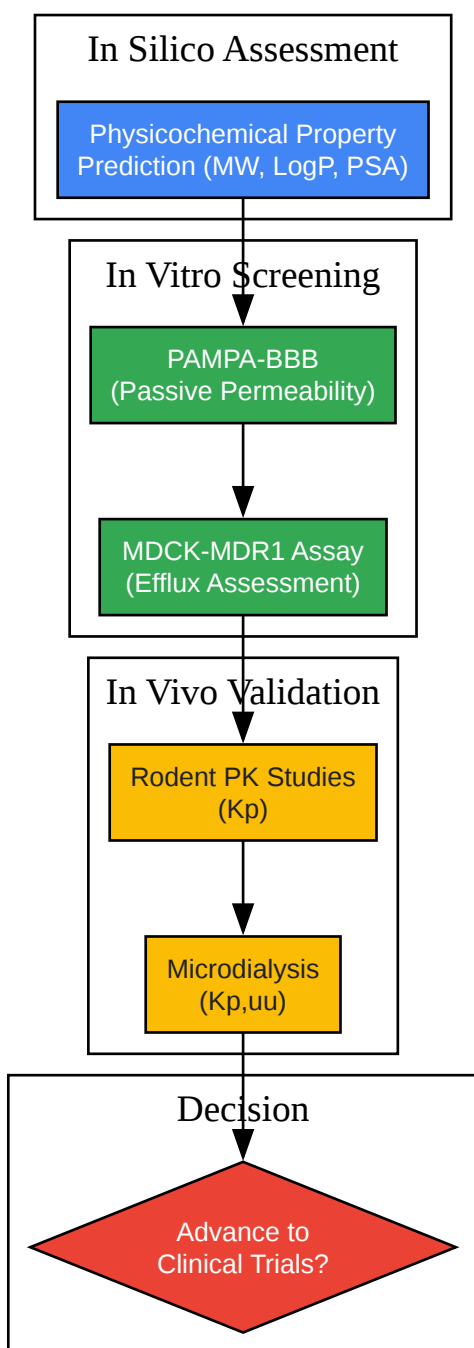 In Silico Assessment
Physicochemical Property
Prediction (MW, LogP, PSA)
In Vitro Screening
PAMPA-BBB
(Passive Permeability)
MDCK-MDR1 Assay
(Efflux Assessment)
In Vivo Validation
Rodent PK Studies
(Kp)
Microdialysis
(Kp,uu)
Decision
Advance to
Clinical Trials?